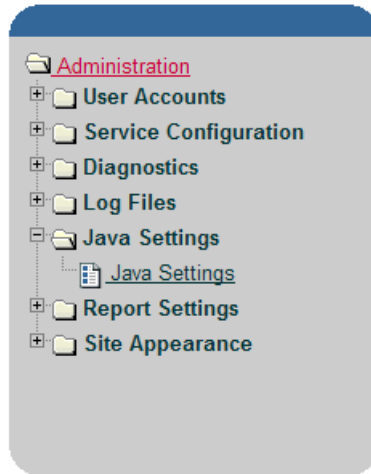 Administration
User Accounts
Service Configuration
Diagnostics
Log Files
Java Settings
Java Settings
Report Settings
Site Appearance